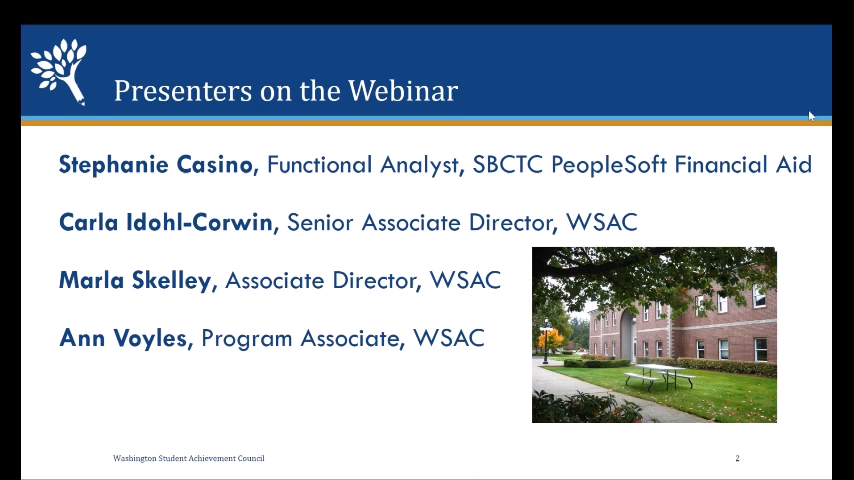 Presenters on the Webinar
Stephanie Casino, Functional Analyst, SBCTC PeopleSoft Financial Aid
Carla Idohl-Corwin, Senior Associate Director, WSAC
Marla Skelley, Associate Director, WSAC
Ann Voyles, Program Associate, WSAC
Washington Student Achievement Council
2